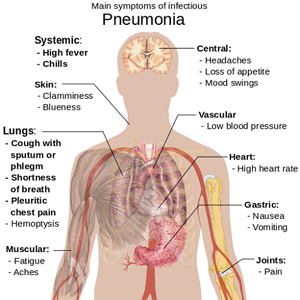 Main symptoms of infectious
Pneumonia
Systemic:
- High fever
- Chills
Skin:
- Clamminess
- Blueness
Lungs:
- Cough with
sputum or
phlegm
- Shortness
of breath
- Pleuritic
chest pain
- Hemoptysis
Muscular:
- Fatigue
- Aches
Central:
- Headaches
- Loss of appetite
- Mood swings
Vascular
- Low blood pressure
Heart:
- High heart rate
Gastric:
- Nausea
- Vomiting
Joints:
- Pain